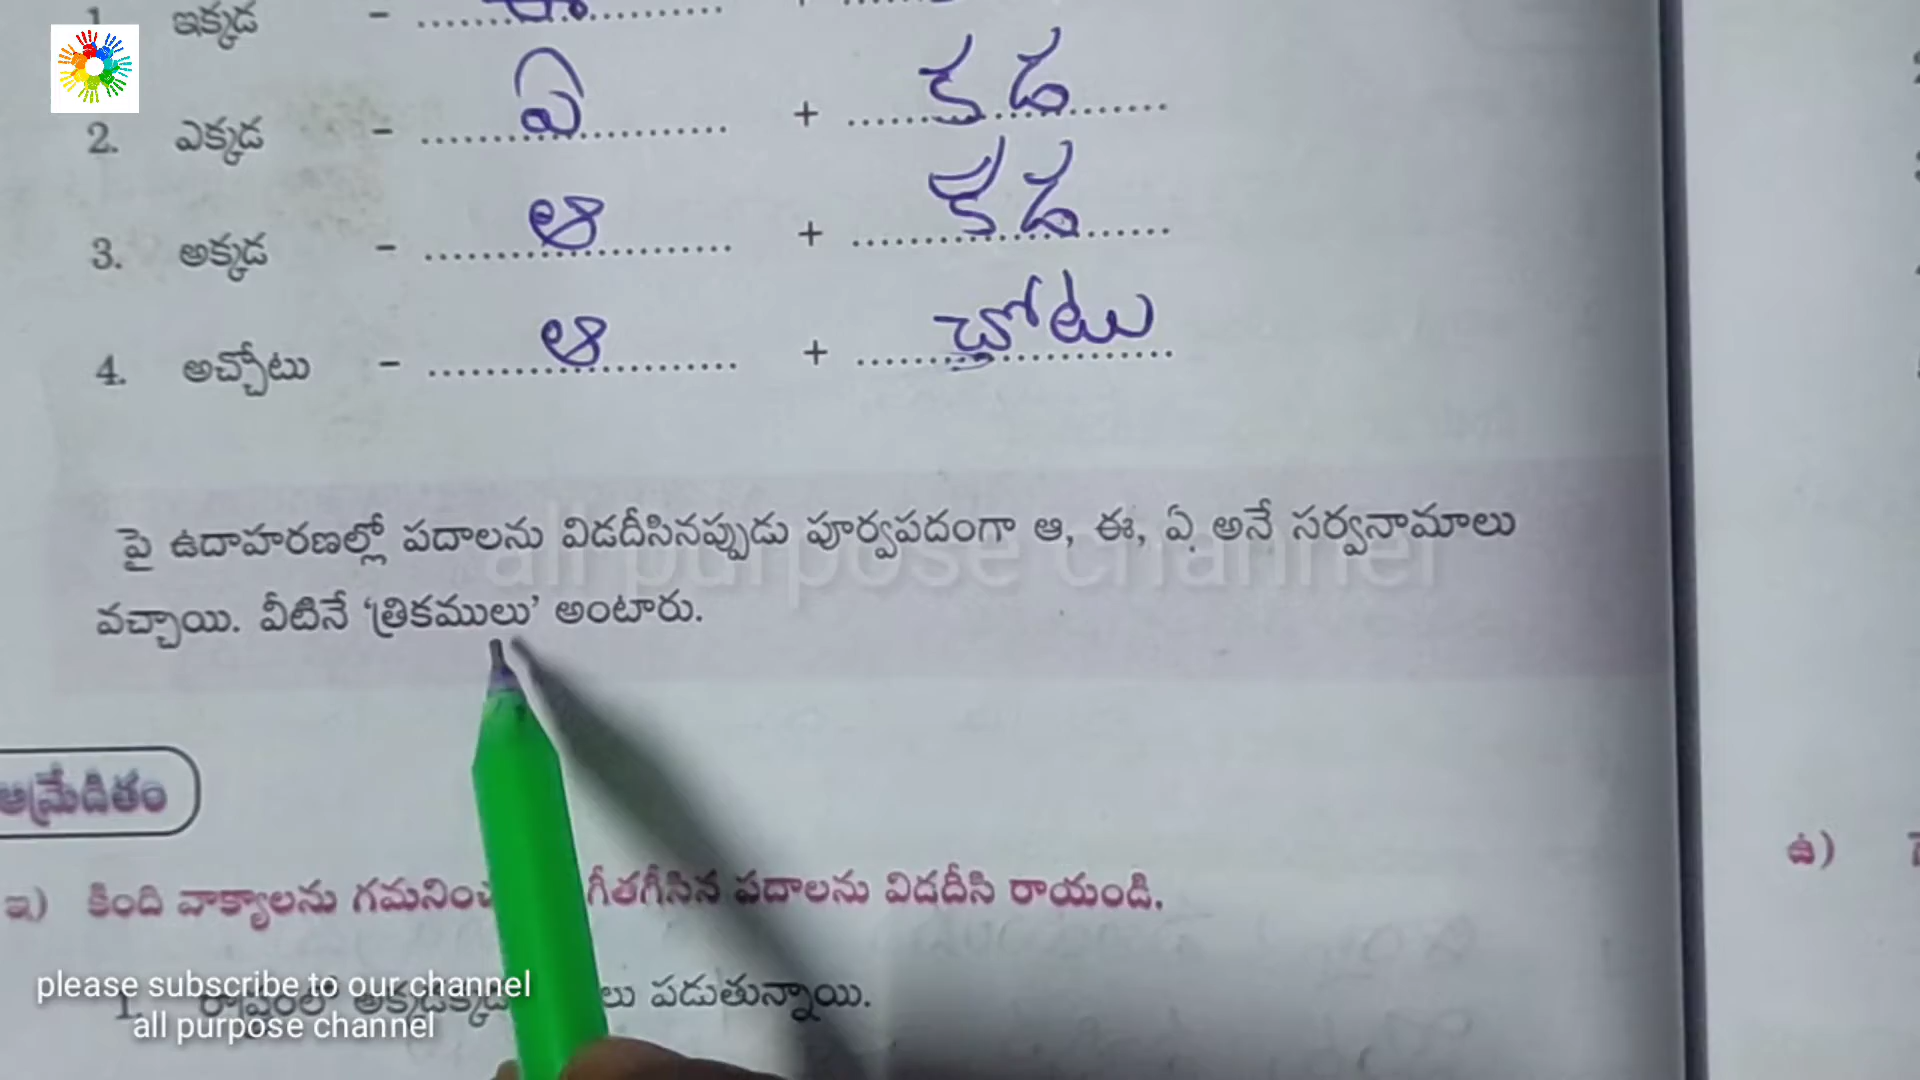 1. ఇక్కడ -
2. ఎక్కడ - ఏ + కడ
3. అక్కడ - ఆ + కడ
4. అచ్చోటు - ఆ + చోటు
పై ఉదాహరణల్లో పదాలను విడదీసినప్పుడు పూర్వపదంగా ఆ, ఈ, ఏ అనే సర్వనామాలు
వచ్చాయి. వీటినే ‘త్రికములు’ అంటారు.
all purpose channel
ఆమ్రేడితం
ఇ) కింది వాక్యాలను గీతగీసిన పదాలను విడదీసి రాయండి.
ఉ)
1. పడుతున్నాయి.
please subscribe to our channel
all purpose channel